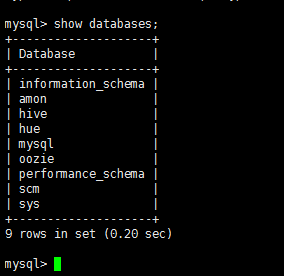 mysql> show databases;
+--------------------+
| Database           |
+--------------------+
| information_schema |
| amon               |
| hive               |
| hue                |
| mysql              |
| oozie              |
| performance_schema |
| scm                |
| sys                |
+--------------------+
9 rows in set (0.20 sec)
mysql>